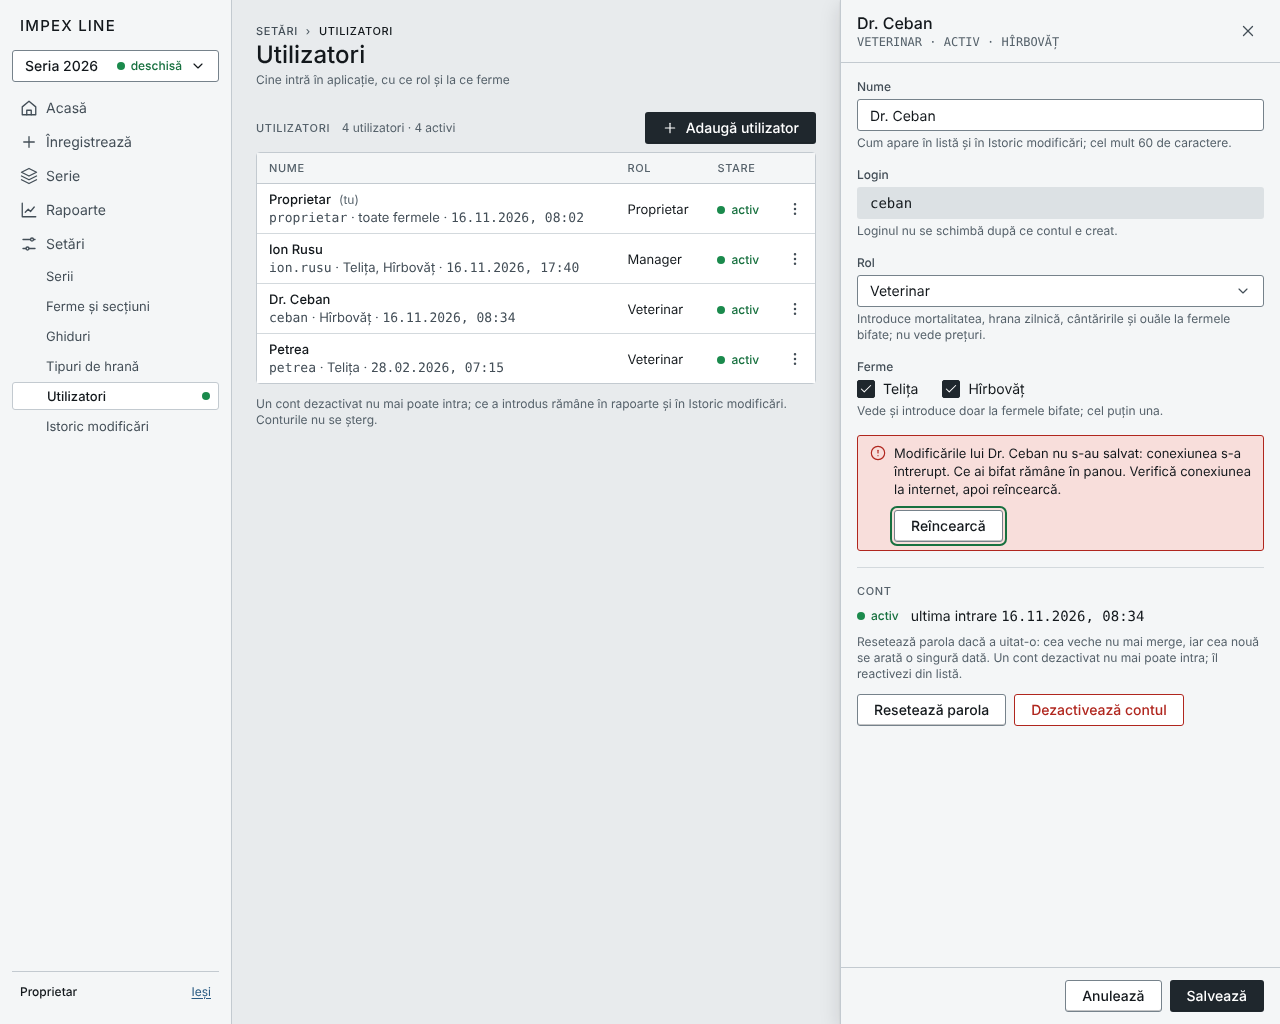 IMPEX LINE
Seria 2026 deschisă
Acasă
Înregistrează
Serie
Rapoarte
Setări
Serii
Ferme și secțiuni
Ghiduri
Tipuri de hrană
Utilizatori
Istoric modificări
Proprietar Ieși
SETĂRI › UTILIZATORI
Utilizatori
Cine intră în aplicație, cu ce rol și la ce ferme
UTILIZATORI 4 utilizatori · 4 activi
Adaugă utilizator
NUME ROL STARE
Proprietar (tu)
proprietar · toate fermele · 16.11.2026, 08:02
Proprietar activ
Ion Rusu
ion.rusu · Telița, Hîrbovăț · 16.11.2026, 17:40
Manager activ
Dr. Ceban
ceban · Hîrbovăț · 16.11.2026, 08:34
Veterinar activ
Petrea
petrea · Telița · 28.02.2026, 07:15
Veterinar activ
Un cont dezactivat nu mai poate intra; ce a introdus rămâne în rapoarte și în Istoric modificări.
Conturile nu se șterg.
Dr. Ceban
VETERINAR · ACTIV · HÎRBOVĂȚ
Nume
Dr. Ceban
Cum apare în listă și în Istoric modificări; cel mult 60 de caractere.
Login
ceban
Loginul nu se schimbă după ce contul e creat.
Rol
Veterinar
Introduce mortalitatea, hrana zilnică, cântăririle și ouăle la fermele
bifate; nu vede prețuri.
Ferme
Telița Hîrbovăț
Vede și introduce doar la fermele bifate; cel puțin una.
Modificările lui Dr. Ceban nu s-au salvat: conexiunea s-a
întrerupt. Ce ai bifat rămâne în panou. Verifică conexiunea
la internet, apoi reîncearcă.
Reîncearcă
CONT
activ ultima intrare 16.11.2026, 08:34
Resetează parola dacă a uitat-o: cea veche nu mai merge, iar cea nouă
se arată o singură dată. Un cont dezactivat nu mai poate intra; îl
reactivezi din listă.
Resetează parola Dezactivează contul
Anulează Salvează